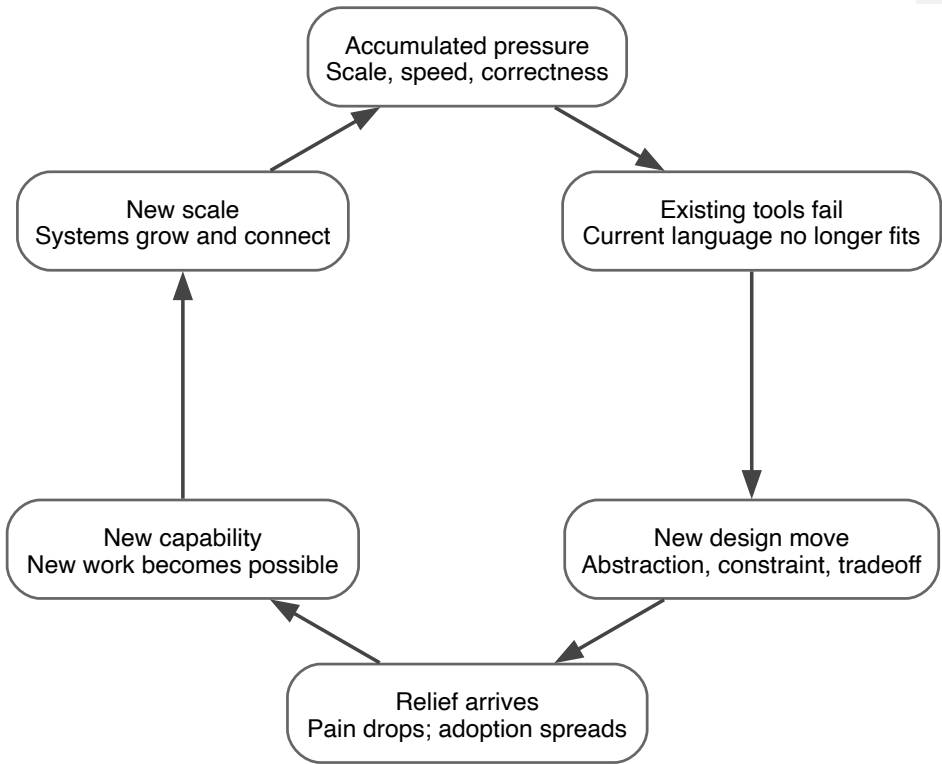 Accumulated pressure
Scale, speed, correctness
Existing tools fail
Current language no longer fits
New design move
Abstraction, constraint, tradeoff
Relief arrives
Pain drops; adoption spreads
New capability
New work becomes possible
New scale
Systems grow and connect